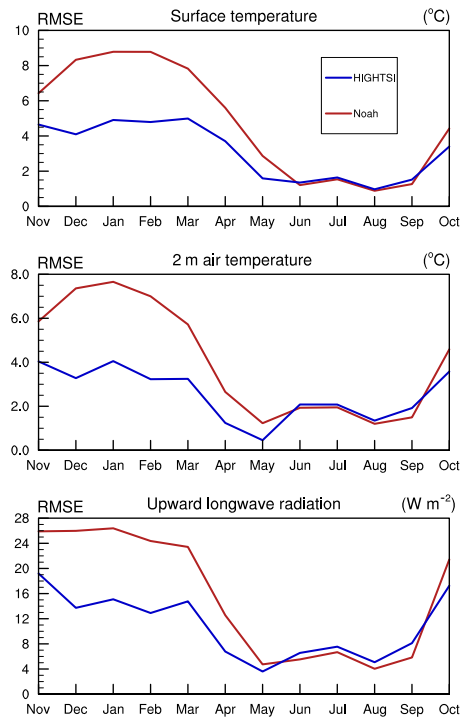 RMSE Surface temperature (°C)
10
8
6
4
2
0
HIGHTSI
Noah
Nov Dec Jan Feb Mar Apr May Jun Jul Aug Sep Oct
RMSE 2 m air temperature (°C)
8.0
6.0
4.0
2.0
0.0
Nov Dec Jan Feb Mar Apr May Jun Jul Aug Sep Oct
RMSE Upward longwave radiation (W m⁻²)
28
24
20
16
12
8
4
0
Nov Dec Jan Feb Mar Apr May Jun Jul Aug Sep Oct